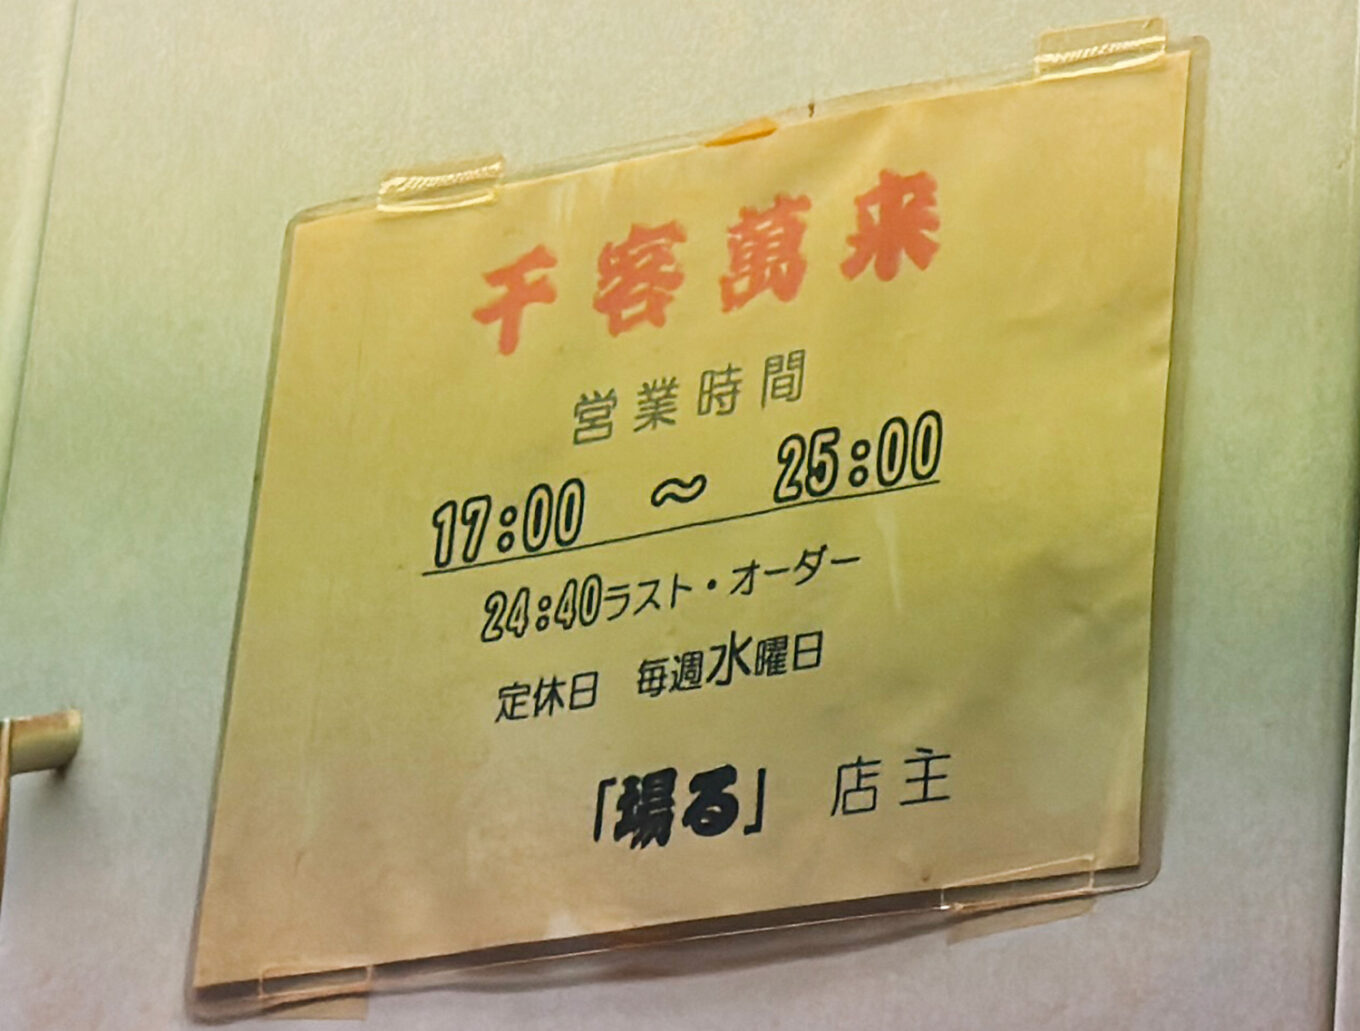 千客萬来
営業時間
17:00 ～ 25:00
24:40ラスト・オーダー
定休日 毎週水曜日
「場る」 店主